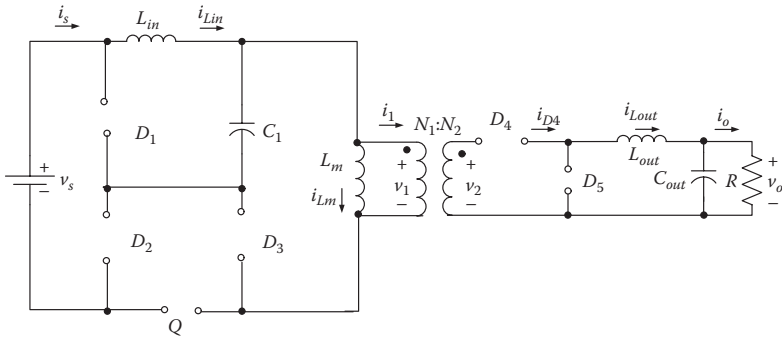 i_s L_in i_Lin
D_1 C_1
L_m i_1 N_1:N_2 D_4 i_D4 i_Lout i_o
+ v_s −
i_Lm + v_1 − + v_2 − D_5 L_out C_out R + v_o −
D_2 D_3
Q